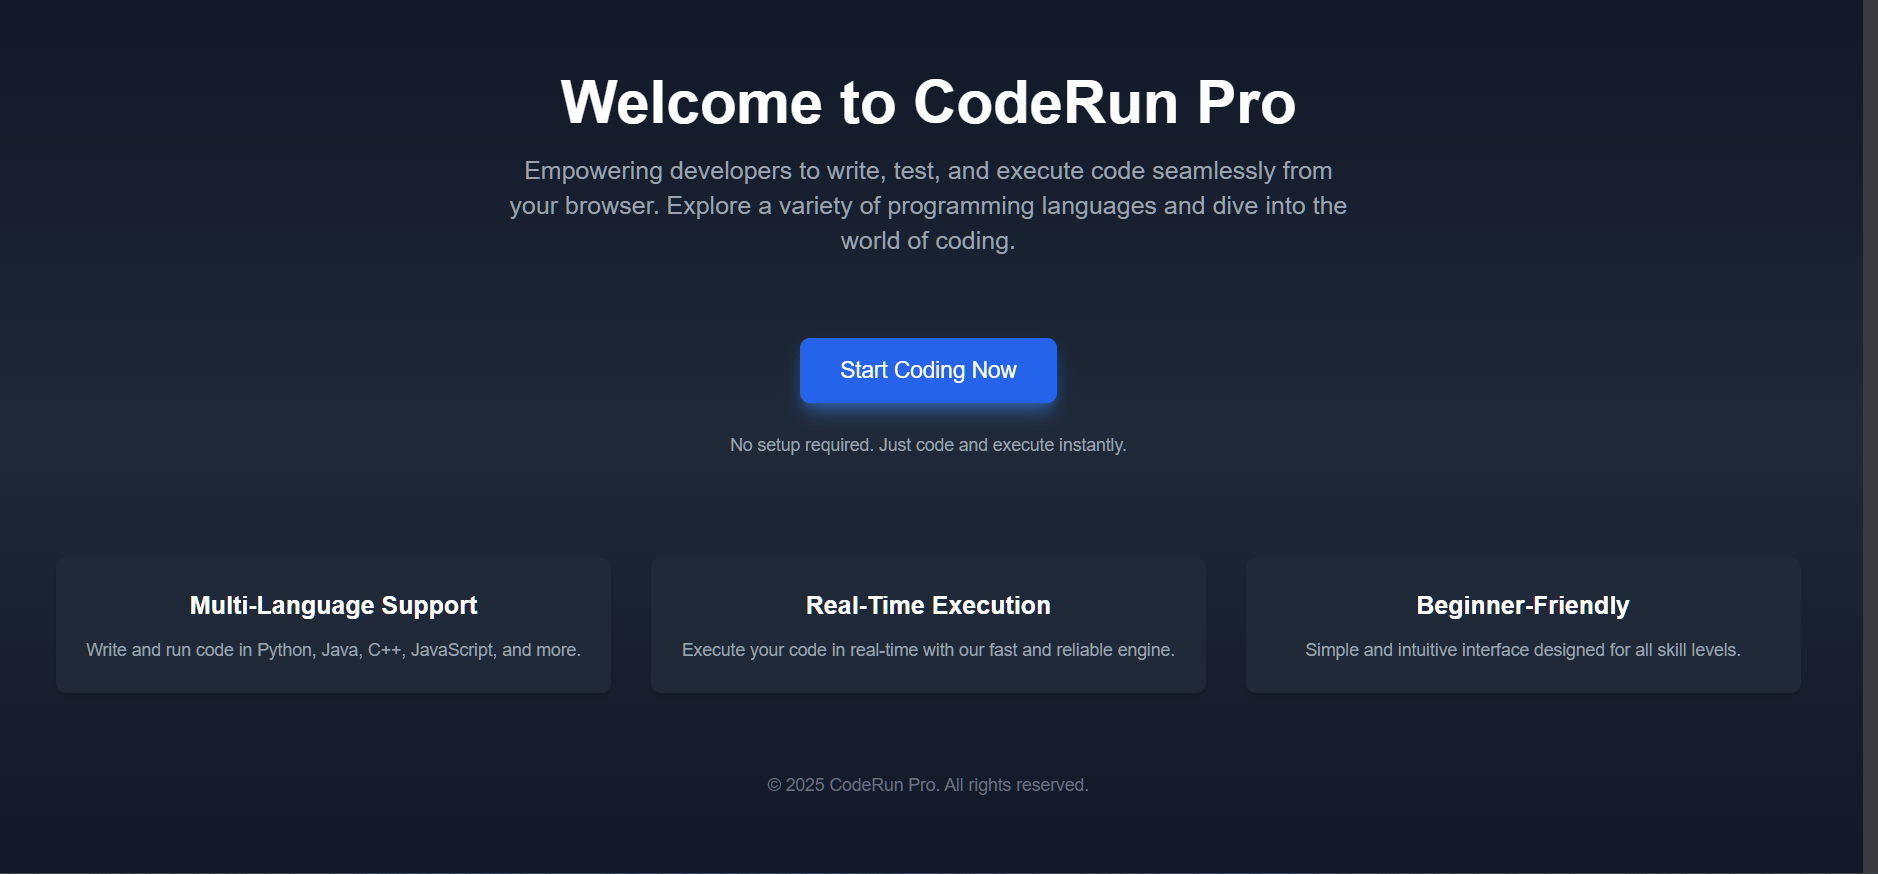 Welcome to CodeRun Pro
Empowering developers to write, test, and execute code seamlessly from
your browser. Explore a variety of programming languages and dive into the
world of coding.
Start Coding Now
No setup required. Just code and execute instantly.
Multi-Language Support
Write and run code in Python, Java, C++, JavaScript, and more.
Real-Time Execution
Execute your code in real-time with our fast and reliable engine.
Beginner-Friendly
Simple and intuitive interface designed for all skill levels.
© 2025 CodeRun Pro. All rights reserved.